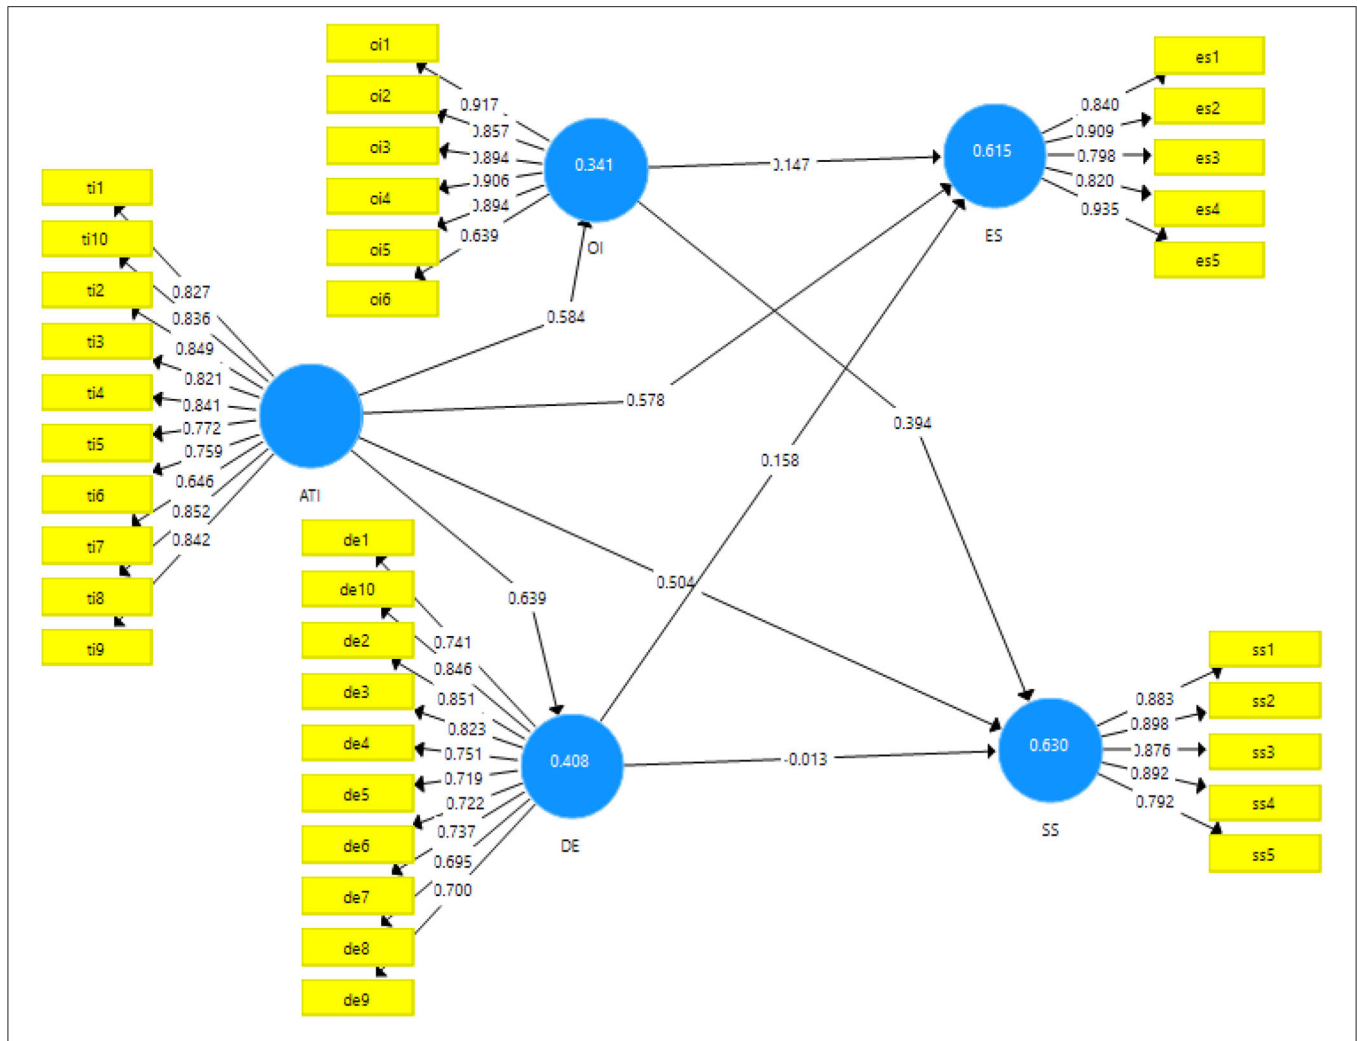 oi1
oi2
oi3
oi4
oi5
oi6
0.917
0.857
0.894
0.906
0.894
0.639
0.341
OI
es1
es2
es3
es4
es5
0.840
0.909
0.798
0.820
0.935
0.615
ES
0.147
ti1
ti10
ti2
ti3
ti4
ti5
ti6
ti7
ti8
ti9
0.827
0.836
0.849
0.821
0.841
0.772
0.759
0.646
0.852
0.842
ATI
0.584
0.578
0.394
0.158
0.504
0.639
de1
de10
de2
de3
de4
de5
de6
de7
de8
de9
0.741
0.846
0.851
0.823
0.751
0.719
0.722
0.737
0.695
0.700
0.408
DE
-0.013
0.630
SS
0.883
0.898
0.876
0.892
0.792
ss1
ss2
ss3
ss4
ss5